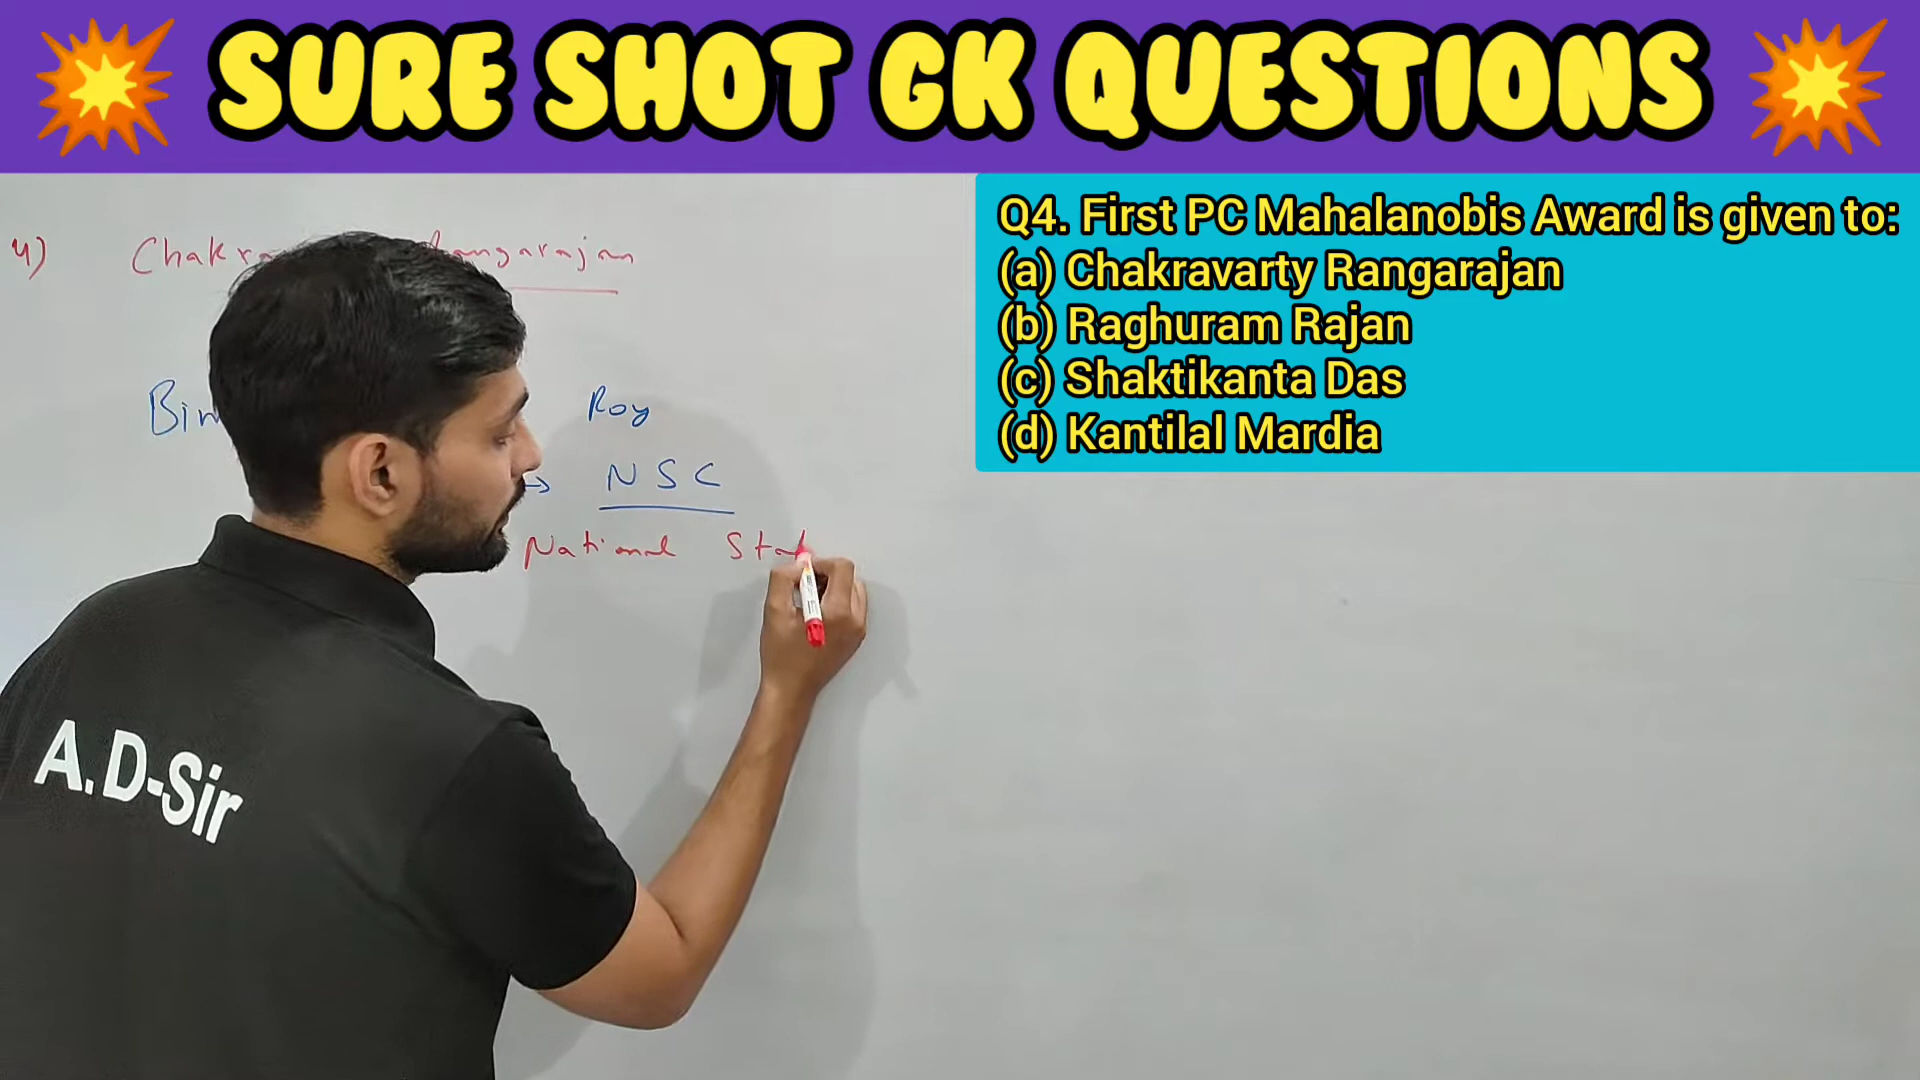 SURE SHOT GK QUESTIONS
Q4. First PC Mahalanobis Award is given to:
(a) Chakravarty Rangarajan
(b) Raghuram Rajan
(c) Shaktikanta Das
(d) Kantilal Mardia
4)
Roy
→ NSC
National Stat
A.D-Sir